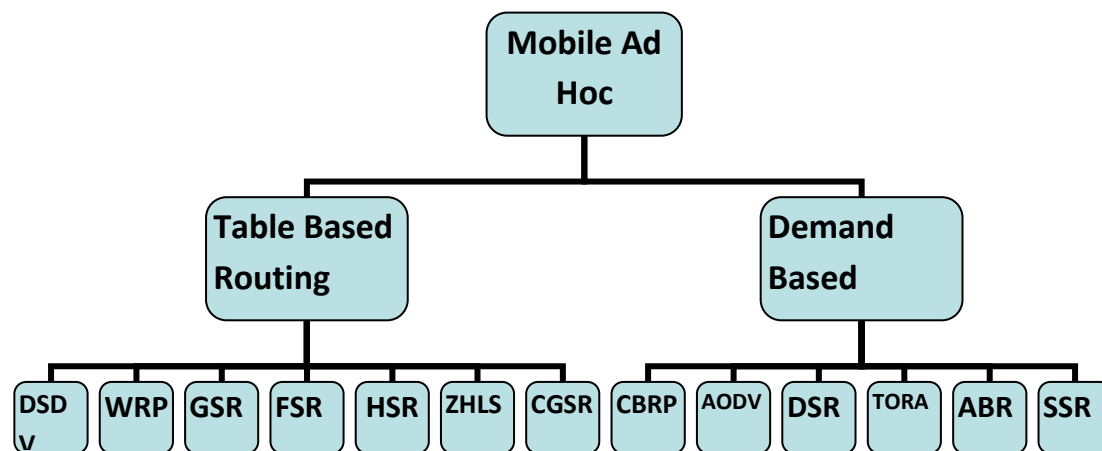 Mobile Ad
Hoc
Table Based
Routing
Demand
Based
DSD
V
WRP
GSR
FSR
HSR
ZHLS
CGSR
CBRP
AODV
DSR
TORA
ABR
SSR